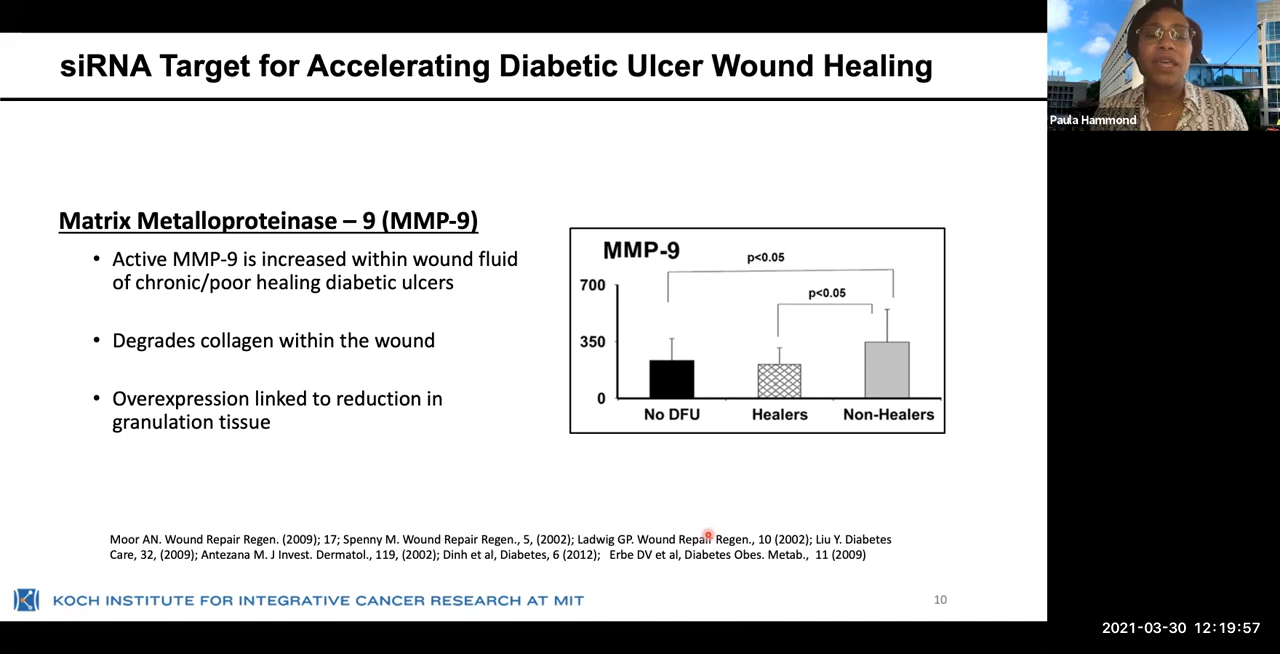 siRNA Target for Accelerating Diabetic Ulcer Wound Healing
Paula Hammond
Matrix Metalloproteinase – 9 (MMP-9)
• Active MMP-9 is increased within wound fluid
of chronic/poor healing diabetic ulcers
• Degrades collagen within the wound
• Overexpression linked to reduction in
granulation tissue
MMP-9
p<0.05
700
p<0.05
350
0
No DFU Healers Non-Healers
Moor AN. Wound Repair Regen. (2009); 17; Spenny M. Wound Repair Regen., 5, (2002); Ladwig GP. Wound Repair Regen., 10 (2002); Liu Y. Diabetes
Care, 32, (2009); Antezana M. J Invest. Dermatol., 119, (2002); Dinh et al, Diabetes, 6 (2012); Erbe DV et al, Diabetes Obes. Metab., 11 (2009)
KOCH INSTITUTE FOR INTEGRATIVE CANCER RESEARCH AT MIT
10
2021-03-30 12:19:57